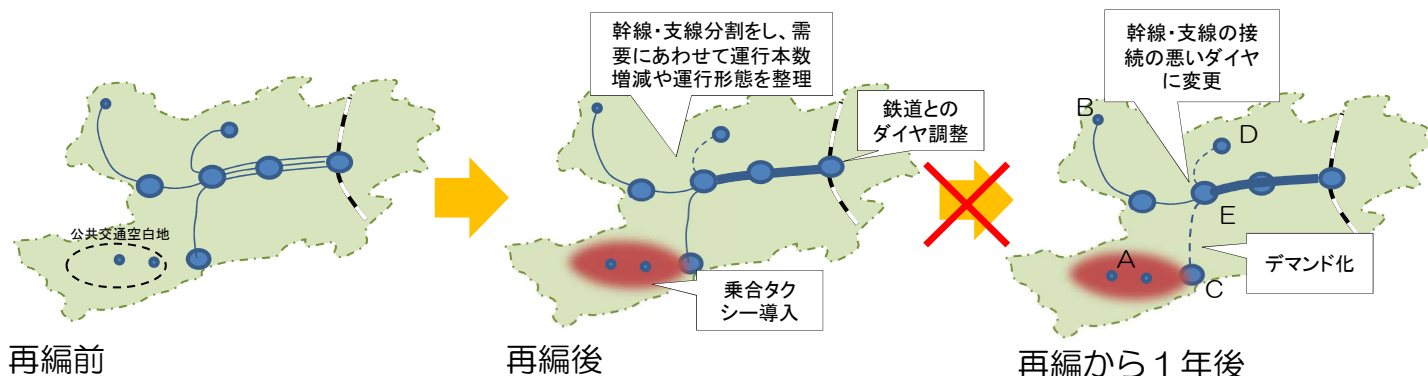 公共交通空白地
再編前
幹線・支線分割をし、需
要にあわせて運行本数
増減や運行形態を整理
鉄道との
ダイヤ調整
乗合タク
シー導入
再編後
幹線・支線の接
続の悪いダイヤ
に変更
B
D
E
A
C
デマンド化
再編から1年後